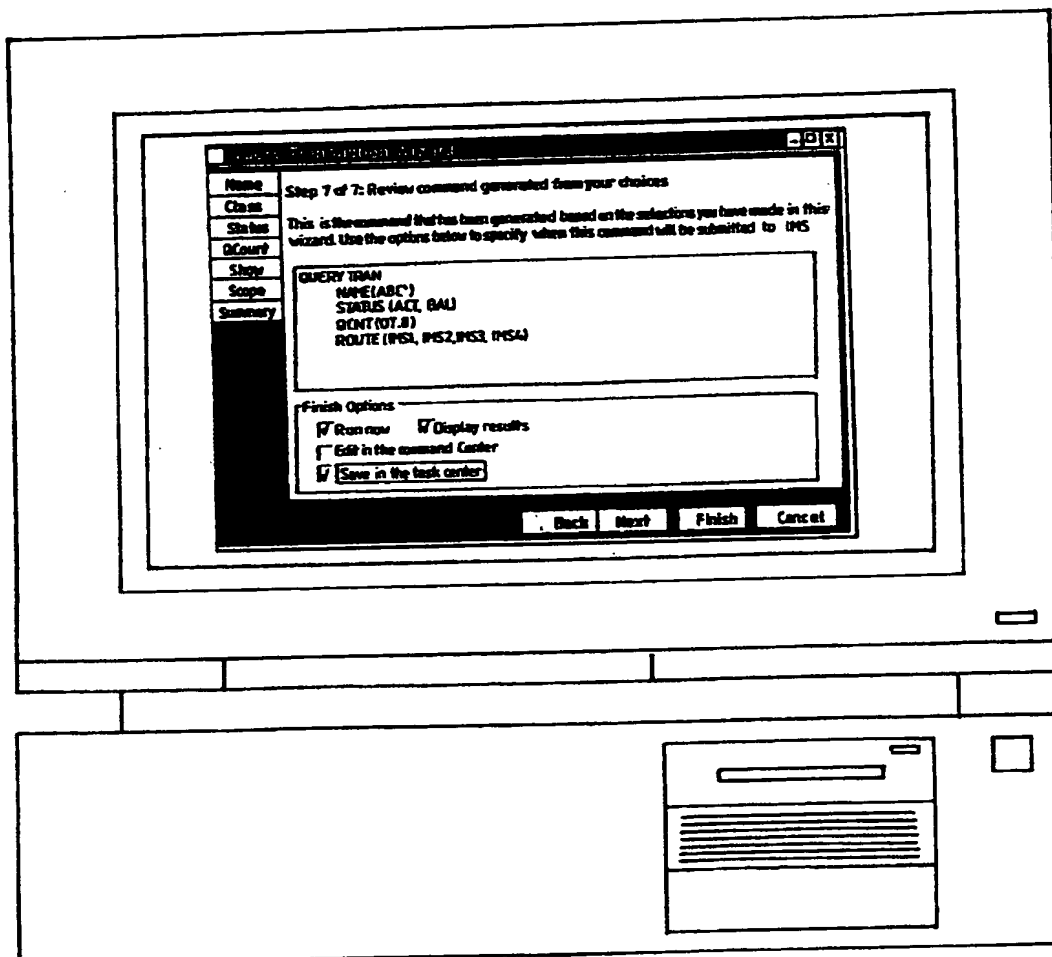 Name
Class
Status
QCount
Show
Scope
Summary
Step 7 of 7: Review command generated from your choices
This is the command that has been generated based on the selections you have made in this
wizard. Use the options below to specify when this command will be submitted to IMS
QUERY TRAN
NAME(ABC*)
STATUS (ACT, BAL)
QCNT(GT.8)
ROUTE (IMS1, IMS2,IMS3, IMS4)
Finish Options
Run now Display results
Edit in the command Center
Save in the task center
Back Next Finish Cancel